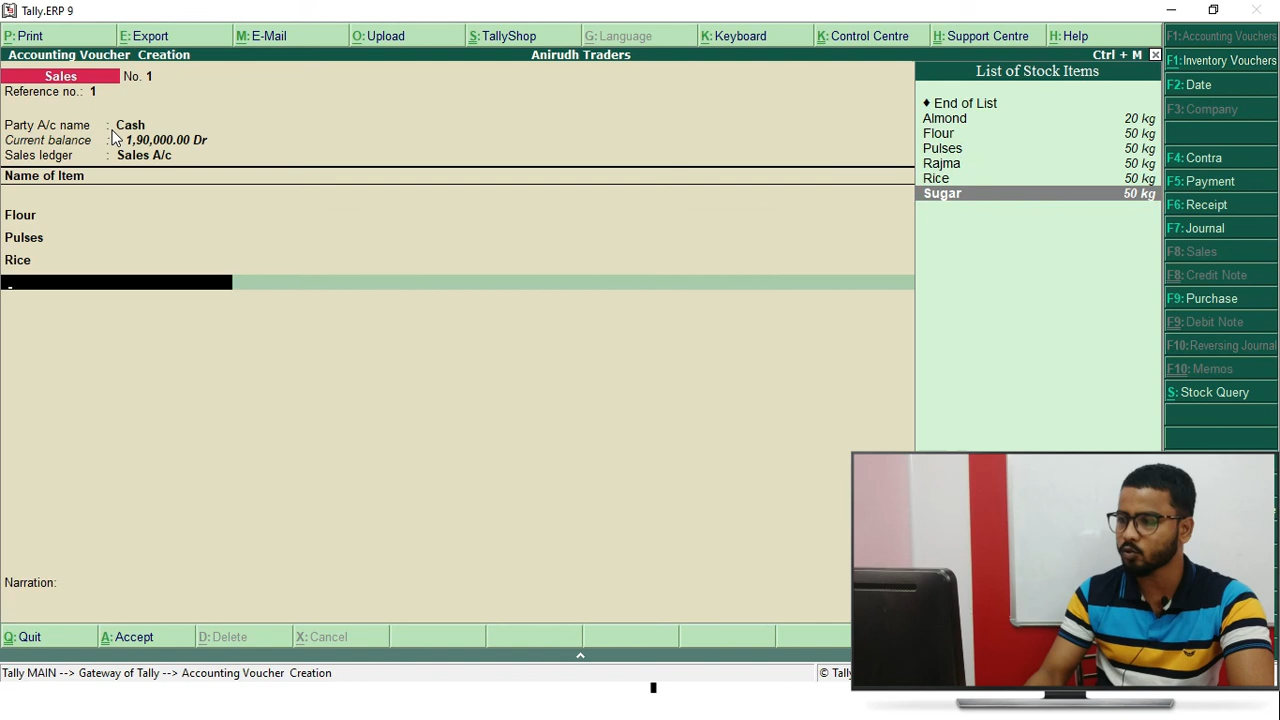 Tally.ERP 9
P: Print E: Export M: E-Mail O: Upload S: TallyShop G: Language K: Keyboard K: Control Centre H: Support Centre H: Help
F1: Accounting Vouchers
Accounting Voucher Creation Anirudh Traders Ctrl + M
F1: Inventory Vouchers
Sales No. 1
List of Stock Items
F2: Date
Reference no.: 1
♦ End of List
F3: Company
Almond 20 kg
Party A/c name : Cash
Flour 50 kg
Current balance : 1,90,000.00 Dr
Pulses 50 kg
Sales ledger : Sales A/c
F4: Contra
Rajma 50 kg
Name of Item
Rice 50 kg
F5: Payment
Sugar 50 kg
F6: Receipt
Flour
F7: Journal
Pulses
F8: Sales
Rice
F8: Credit Note
F9: Purchase
F9: Debit Note
F10: Reversing Journal
F10: Memos
S: Stock Query
Narration:
Q: Quit A: Accept D: Delete X: Cancel
Tally MAIN --> Gateway of Tally --> Accounting Voucher Creation © Tally